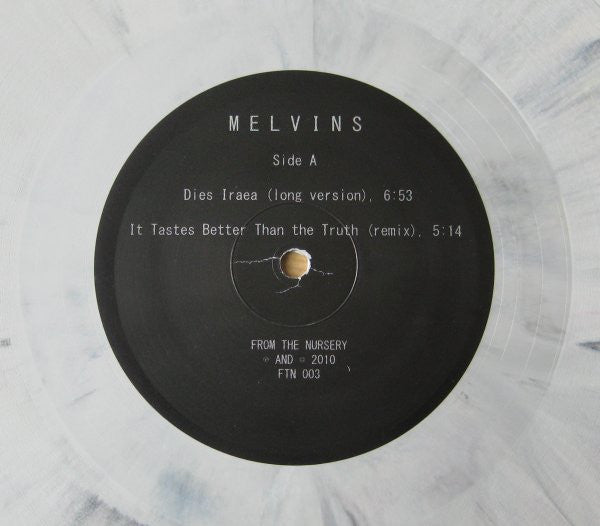 MELVINS
Side A
Dies Iraea (long version), 6:53
It Tastes Better Than the Truth (remix), 5:14
FROM THE NURSERY
℗ AND © 2010
FTN 003